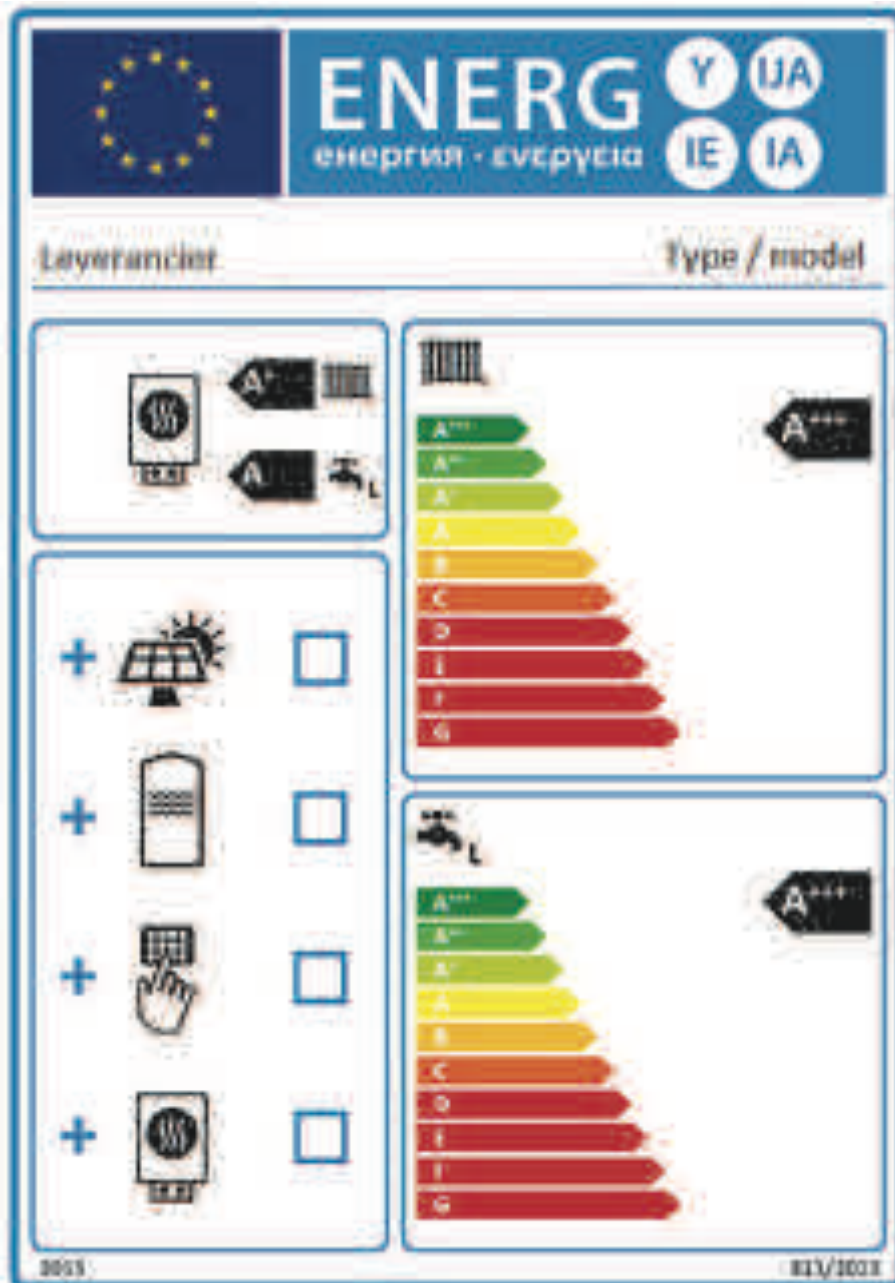 ENERG Y IJA
енергия · ενεργεια IE IA
Leverancier Type / model
A+
A
L
A+++
A+++
A++
A+
A
B
C
D
E
F
G
L
A+++
A+++
A++
A+
A
B
C
D
E
F
G
2015 811/2013